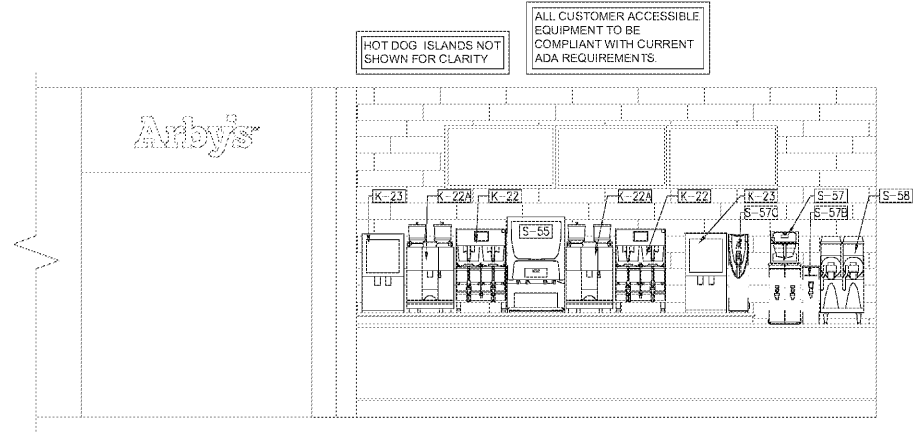 ALL CUSTOMER ACCESSIBLE
EQUIPMENT TO BE
COMPLIANT WITH CURRENT
ADA REQUIREMENTS.
HOT DOG ISLANDS NOT
SHOWN FOR CLARITY
Arby's
K-23
K-22A
K-22
K-22A
K-22
K-23
S-57
S-58
S-57C
S-57B
S-55